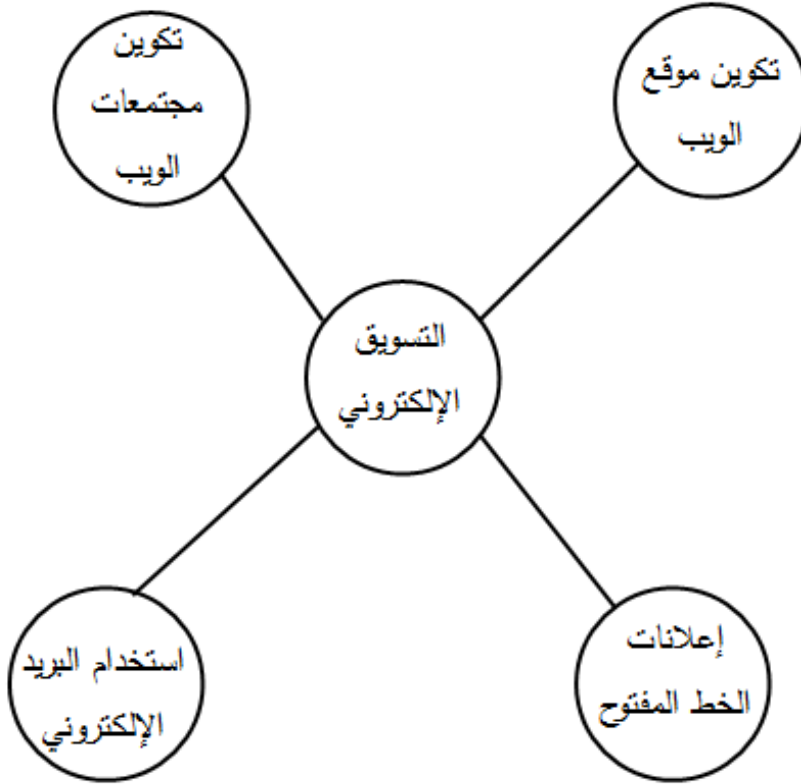 تكوين موقع
الويب
تكوين
مجتمعات
الويب
التسويق
الإلكتروني
إعلانات
الخط المفتوح
استخدام البريد
الإلكتروني